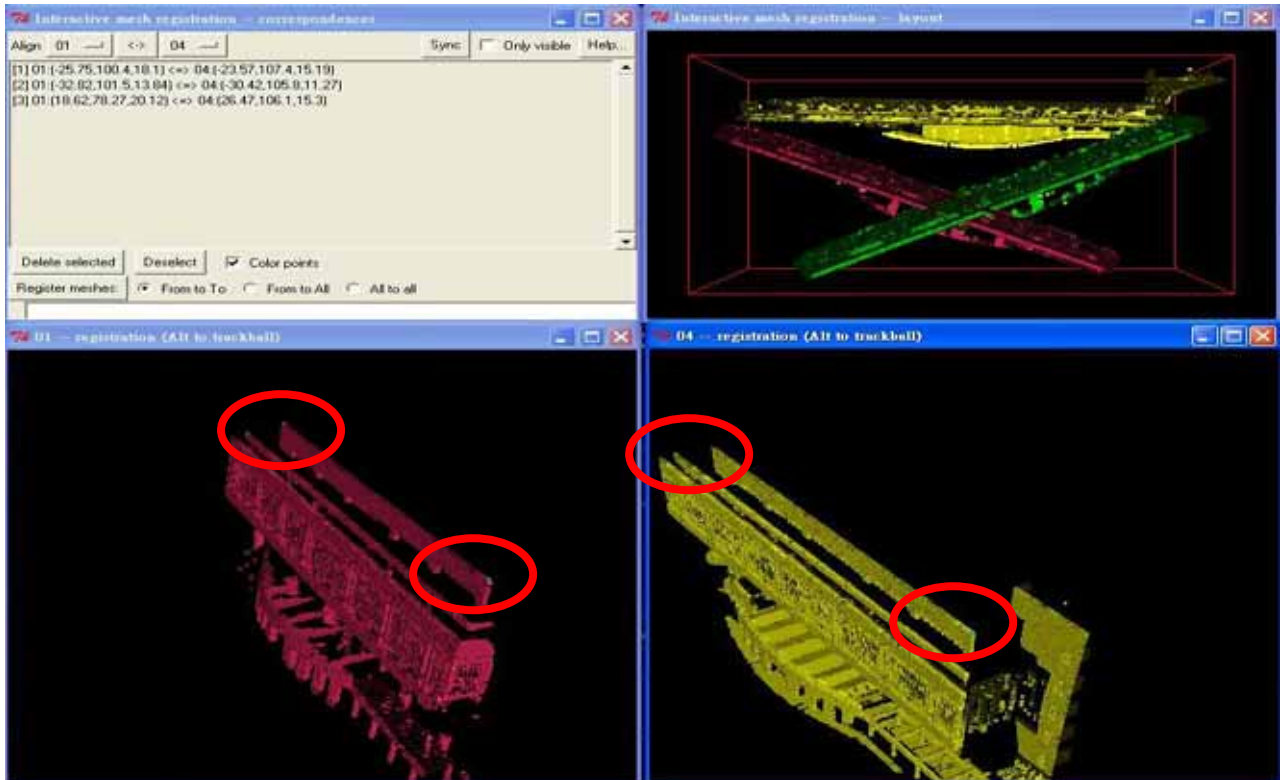 Interactive mesh registration -- correspondences
Align 01 <-> 04 Sync Only visible Help...
[1] 01:(-25.75,100.4,18.1) <=> 04:(-23.57,107.4,15.19)
[2] 01:(-32.82,101.5,13.84) <=> 04:(-30.42,105.8,11.27)
[3] 01:(18.62,78.27,20.12) <=> 04:(26.47,106.1,15.3)
Delete selected Deselect Color points
Register meshes: From to To From to All All to all
Interactive mesh registration -- layout
01 -- registration (Alt to trackball)
04 -- registration (Alt to trackball)